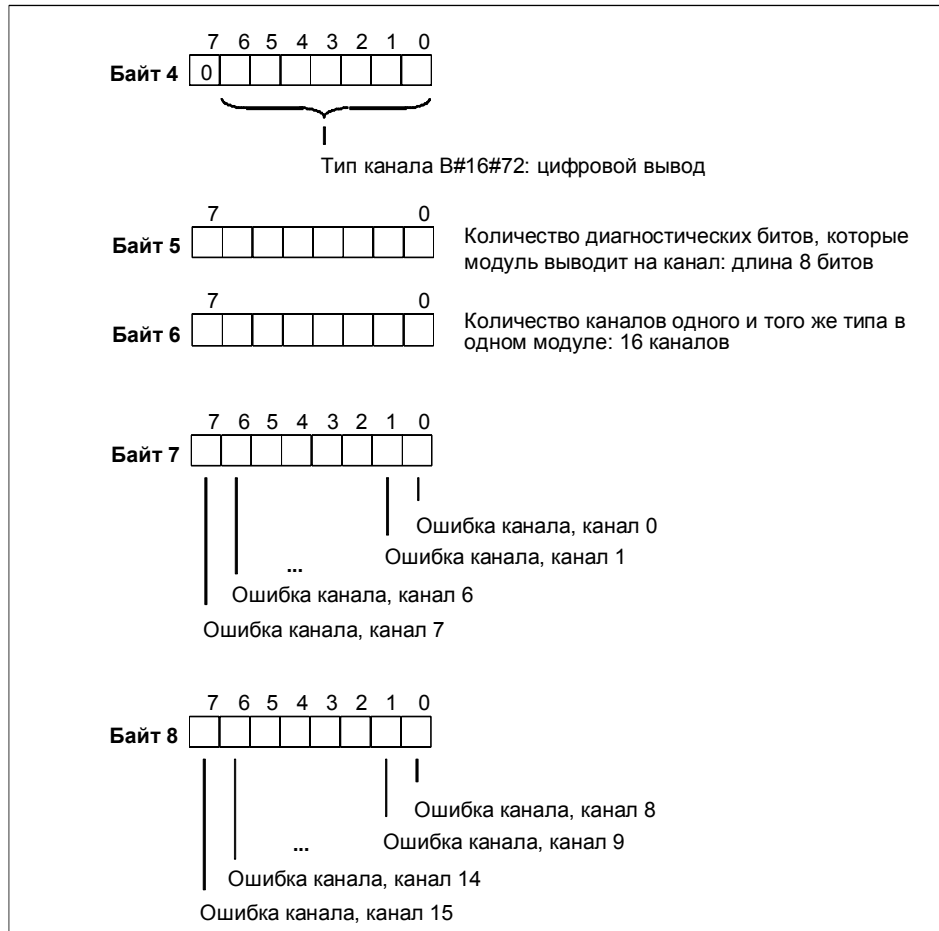 7 6 5 4 3 2 1 0
Байт 4 0
Тип канала B#16#72: цифровой вывод
7 0
Байт 5
Количество диагностических битов, которые
модуль выводит на канал: длина 8 битов
7 0
Байт 6
Количество каналов одного и того же типа в
одном модуле: 16 каналов
7 6 5 4 3 2 1 0
Байт 7
Ошибка канала, канал 0
Ошибка канала, канал 1
...
Ошибка канала, канал 6
Ошибка канала, канал 7
7 6 5 4 3 2 1 0
Байт 8
Ошибка канала, канал 8
Ошибка канала, канал 9
...
Ошибка канала, канал 14
Ошибка канала, канал 15